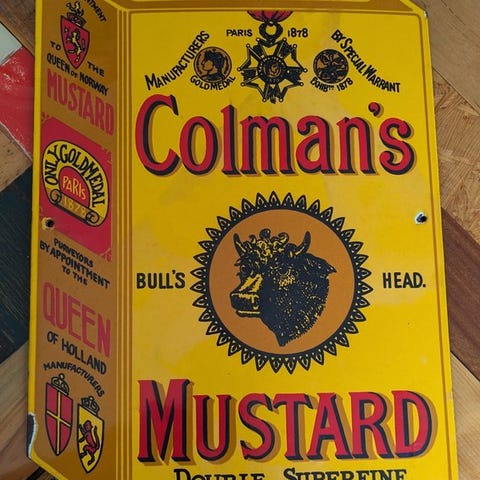 APPOINTMENT
TO THE
QUEEN OF NORWAY
MUSTARD
ONLY GOLD MEDAL
PARIS
1878
PURVEYORS
BY APPOINTMENT
TO THE
QUEEN
OF HOLLAND
MANUFACTURERS
PARIS 1878
MANUFACTURERS
BY SPECIAL WARRANT
GOLD MEDAL
Colman's
BULL'S HEAD.
MUSTARD
DOUBLE SUPERFINE